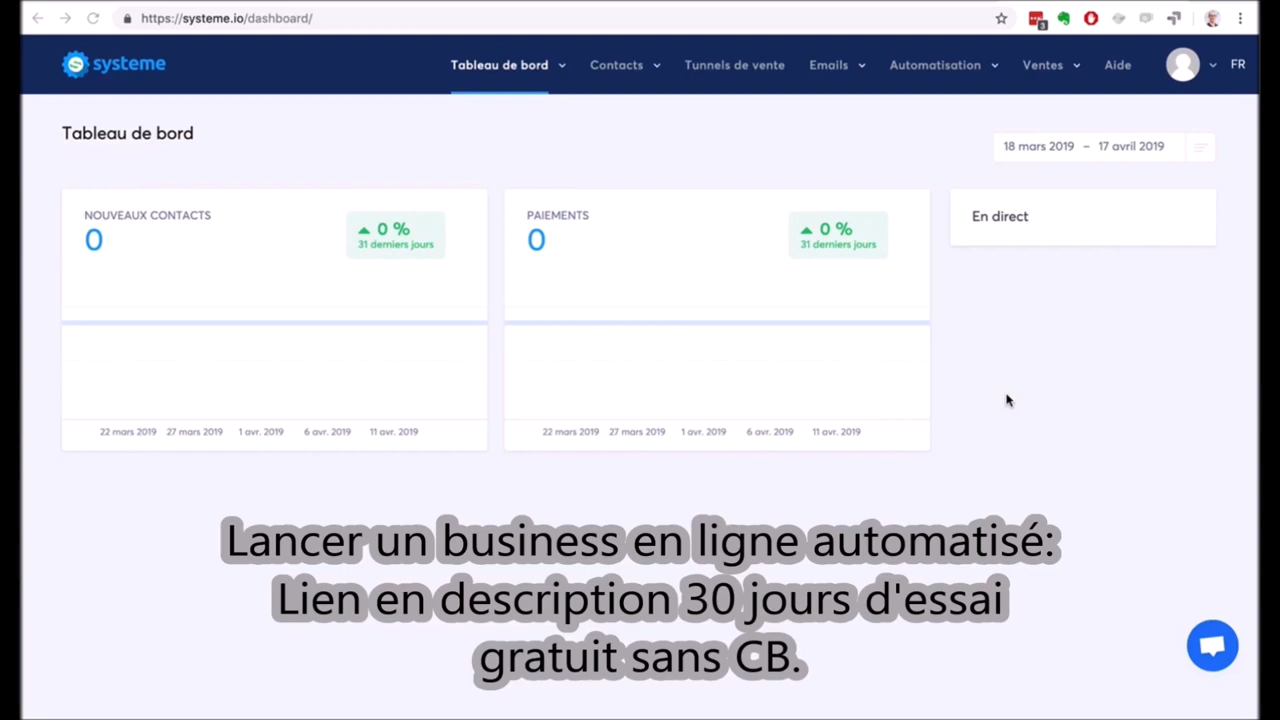 https://systeme.io/dashboard/
3
systeme
Tableau de bord
Contacts
Tunnels de vente
Emails
Automatisation
Ventes
Aide
FR
Tableau de bord
18 mars 2019 – 17 avril 2019
NOUVEAUX CONTACTS
0
0 %
31 derniers jours
22 mars 2019 27 mars 2019 1 avr. 2019 6 avr. 2019 11 avr. 2019
PAIEMENTS
0
0 %
31 derniers jours
22 mars 2019 27 mars 2019 1 avr. 2019 6 avr. 2019 11 avr. 2019
En direct
Lancer un business en ligne automatisé:
Lien en description 30 jours d'essai
gratuit sans CB.